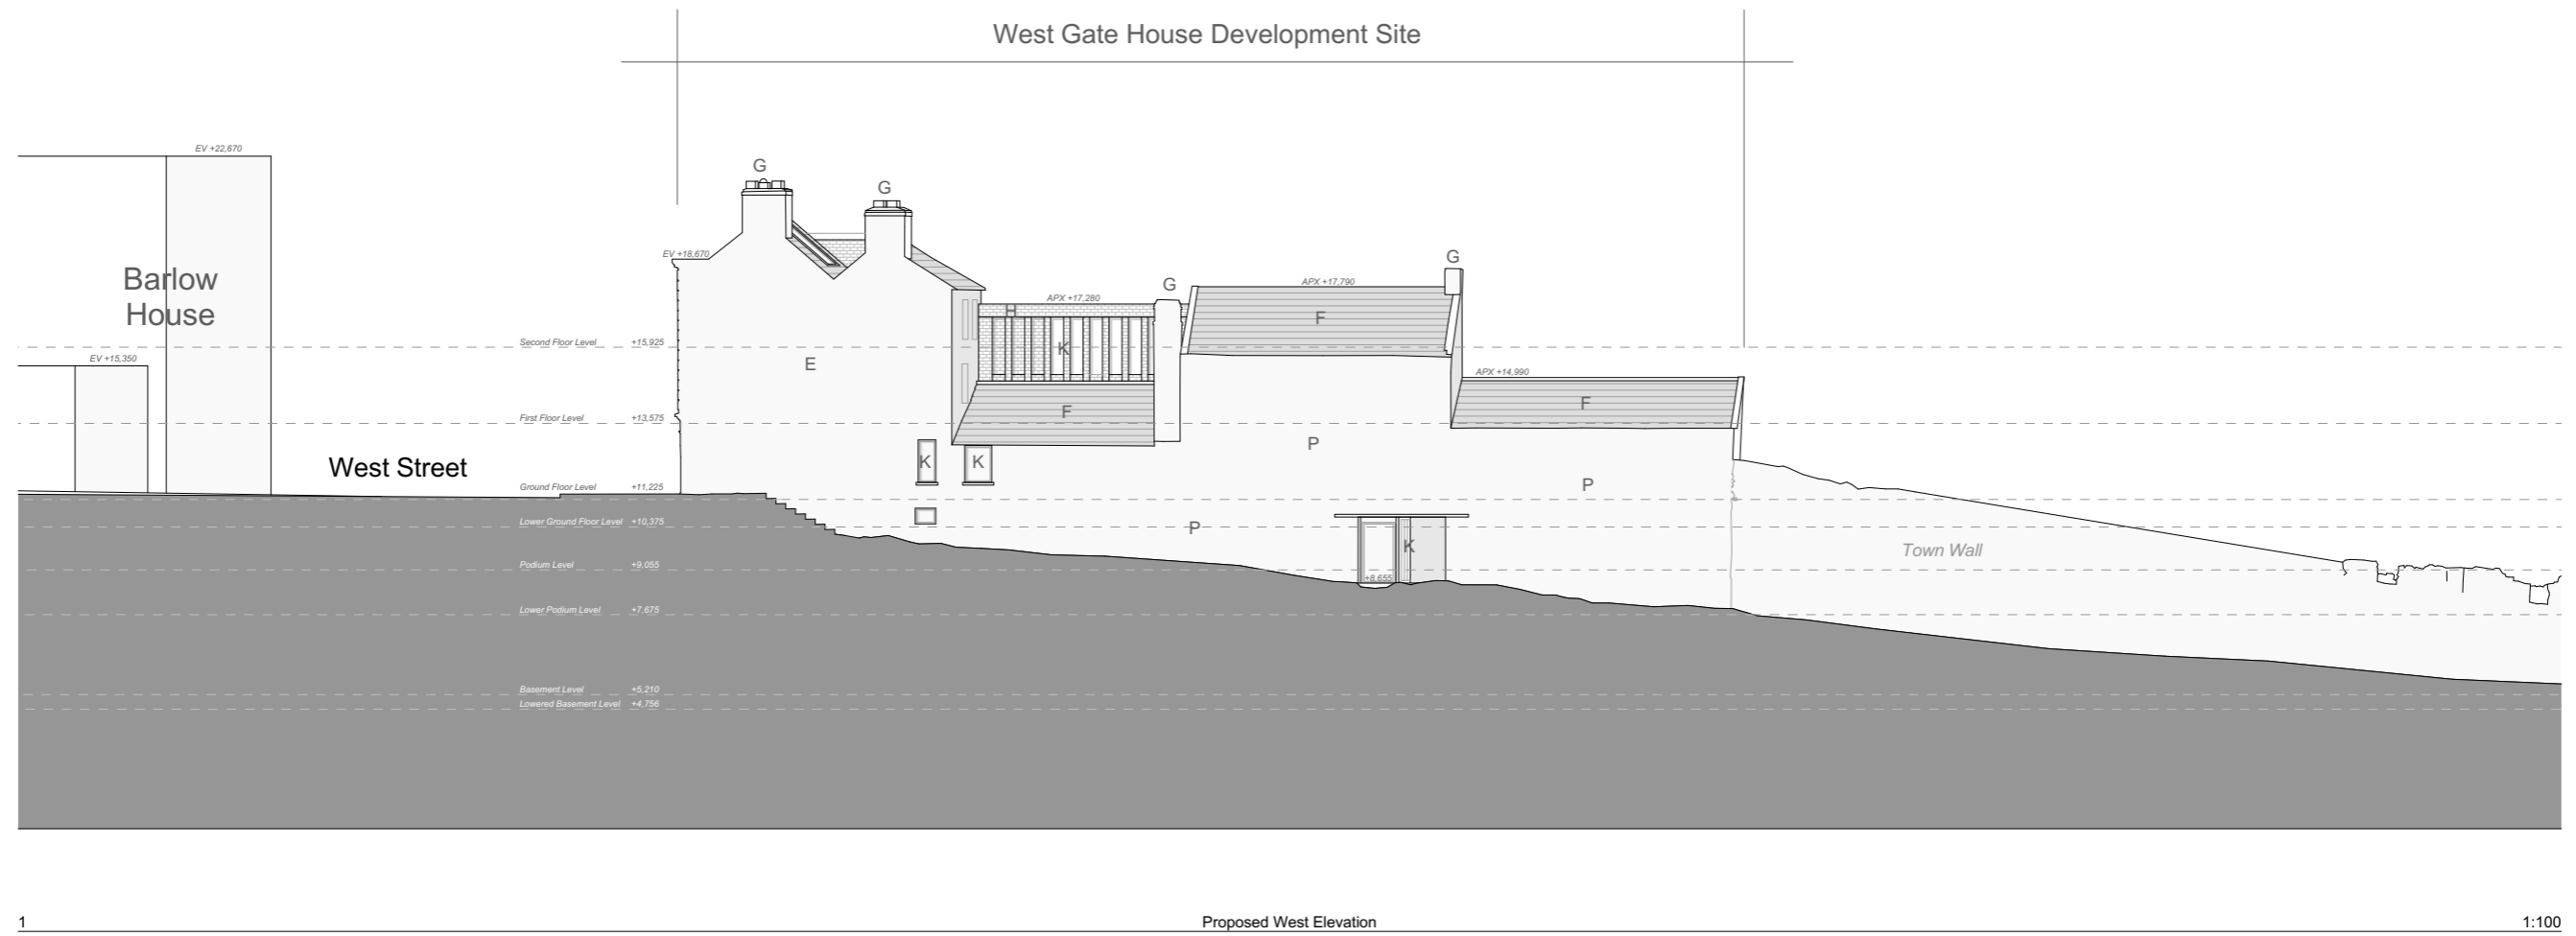 West Gate House Development Site
EV +22,670
G
G
EV +18,670
G
G
Barlow
House
APX +17,280
APX +17,790
H
F
Second Floor Level +15,925
K
EV +15,350
E
APX +14,990
F
F
First Floor Level +13,575
P
West Street
K
K
Ground Floor Level +11,225
P
Lower Ground Floor Level +10,375
P
K
Town Wall
Podium Level +9,055
+8,655
Lower Podium Level +7,675
Basement Level +5,210
Lowered Basement Level +4,756
1 Proposed West Elevation 1:100